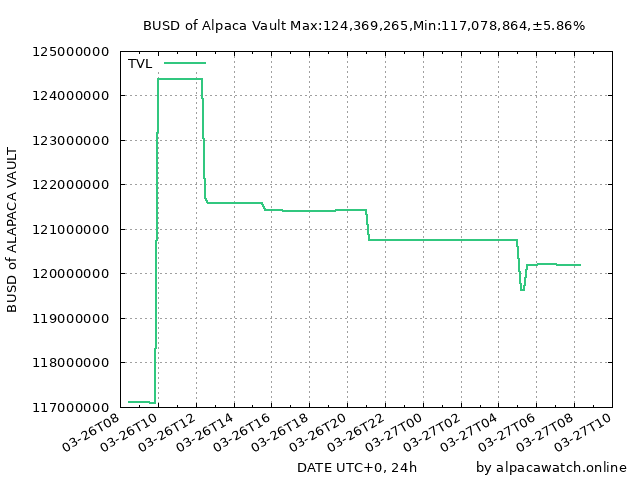 BUSD of Alpaca Vault Max:124,369,265,Min:117,078,864,±5.86%
TVL
125000000
124000000
123000000
122000000
121000000
120000000
119000000
118000000
117000000
BUSD of ALAPACA VAULT
03-26T08
03-26T10
03-26T12
03-26T14
03-26T16
03-26T18
03-26T20
03-26T22
03-27T00
03-27T02
03-27T04
03-27T06
03-27T08
03-27T10
DATE UTC+0, 24h
by alpacawatch.online